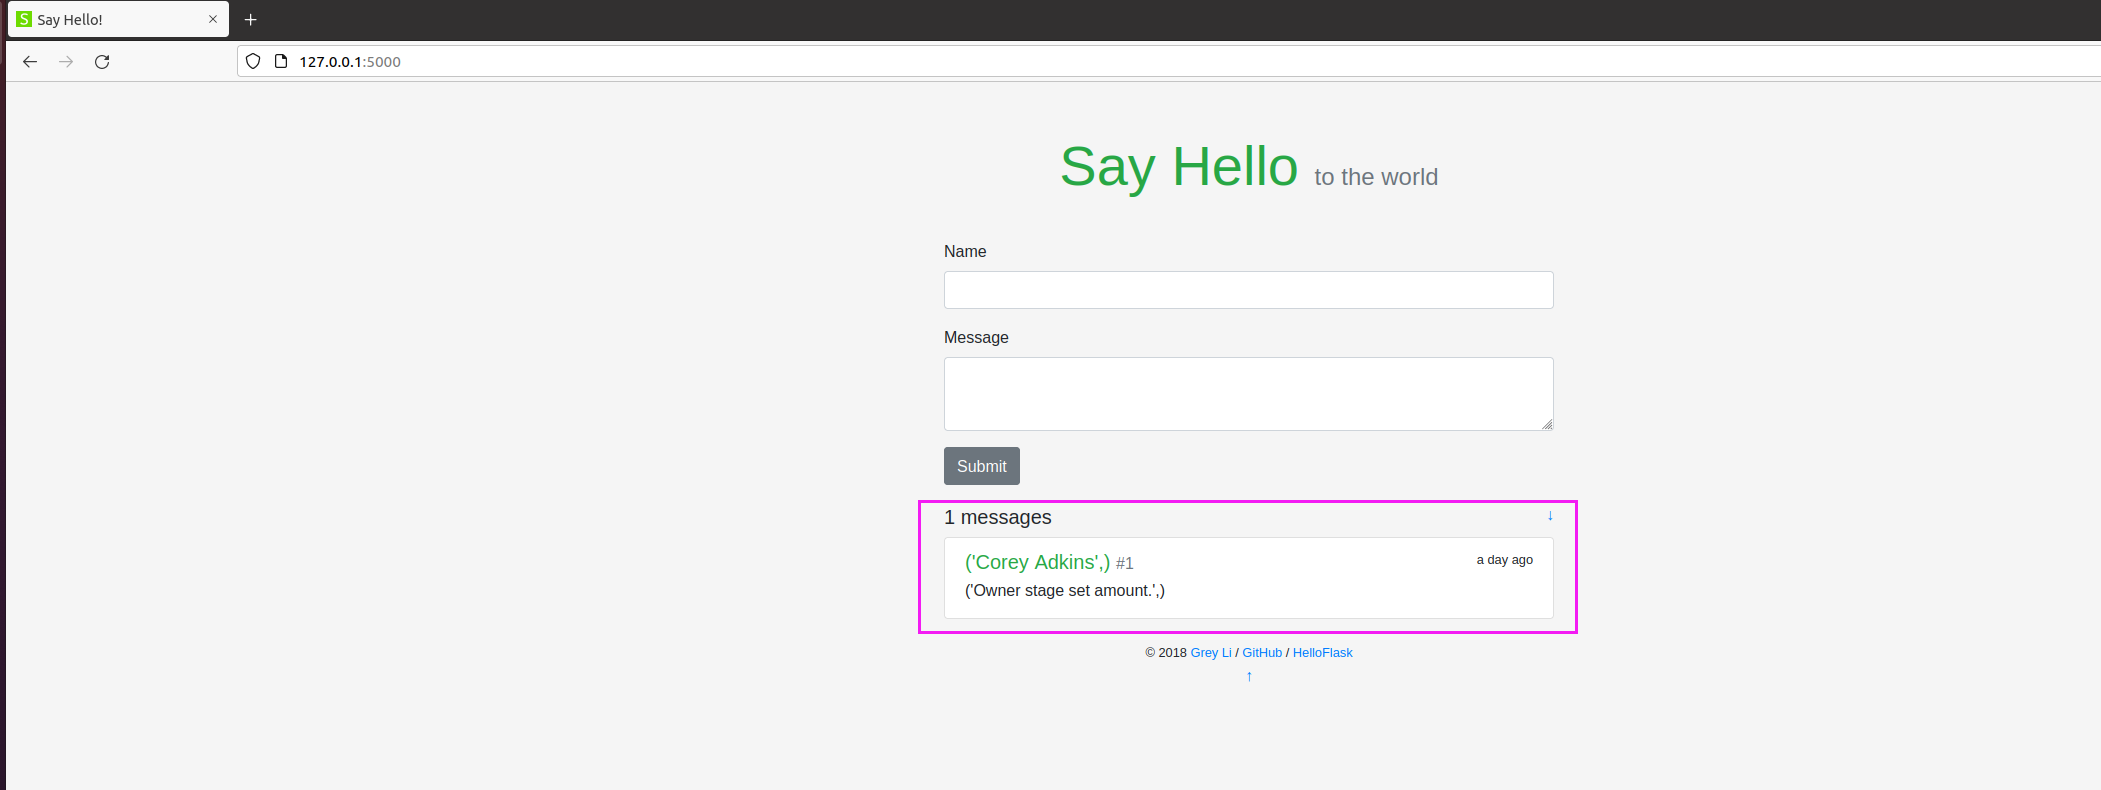 S Say Hello!
127.0.0.1:5000
Say Hello to the world
Name
Message
Submit
1 messages ↓
('Corey Adkins',) #1 a day ago
('Owner stage set amount.',)
© 2018 Grey Li / GitHub / HelloFlask
↑